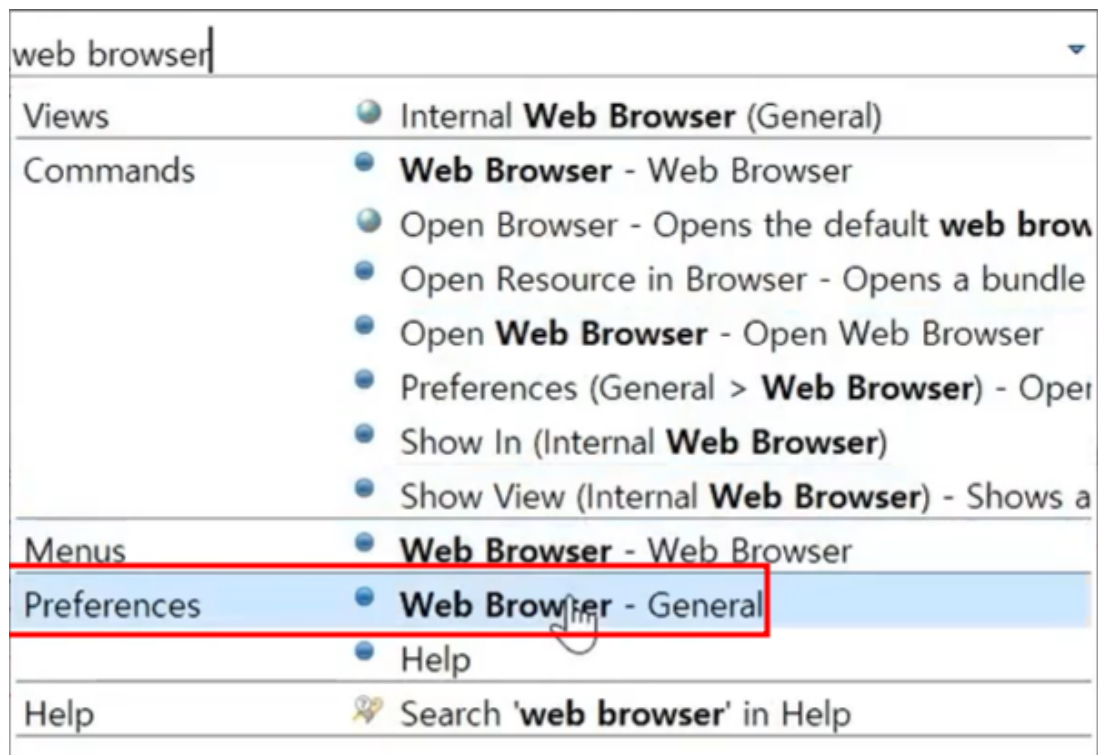 web browser
Views Internal Web Browser (General)
Commands Web Browser - Web Browser
Open Browser - Opens the default web brow
Open Resource in Browser - Opens a bundle
Open Web Browser - Open Web Browser
Preferences (General > Web Browser) - Open
Show In (Internal Web Browser)
Show View (Internal Web Browser) - Shows a
Menus Web Browser - Web Browser
Preferences Web Browser - General
Help
Help Search 'web browser' in Help